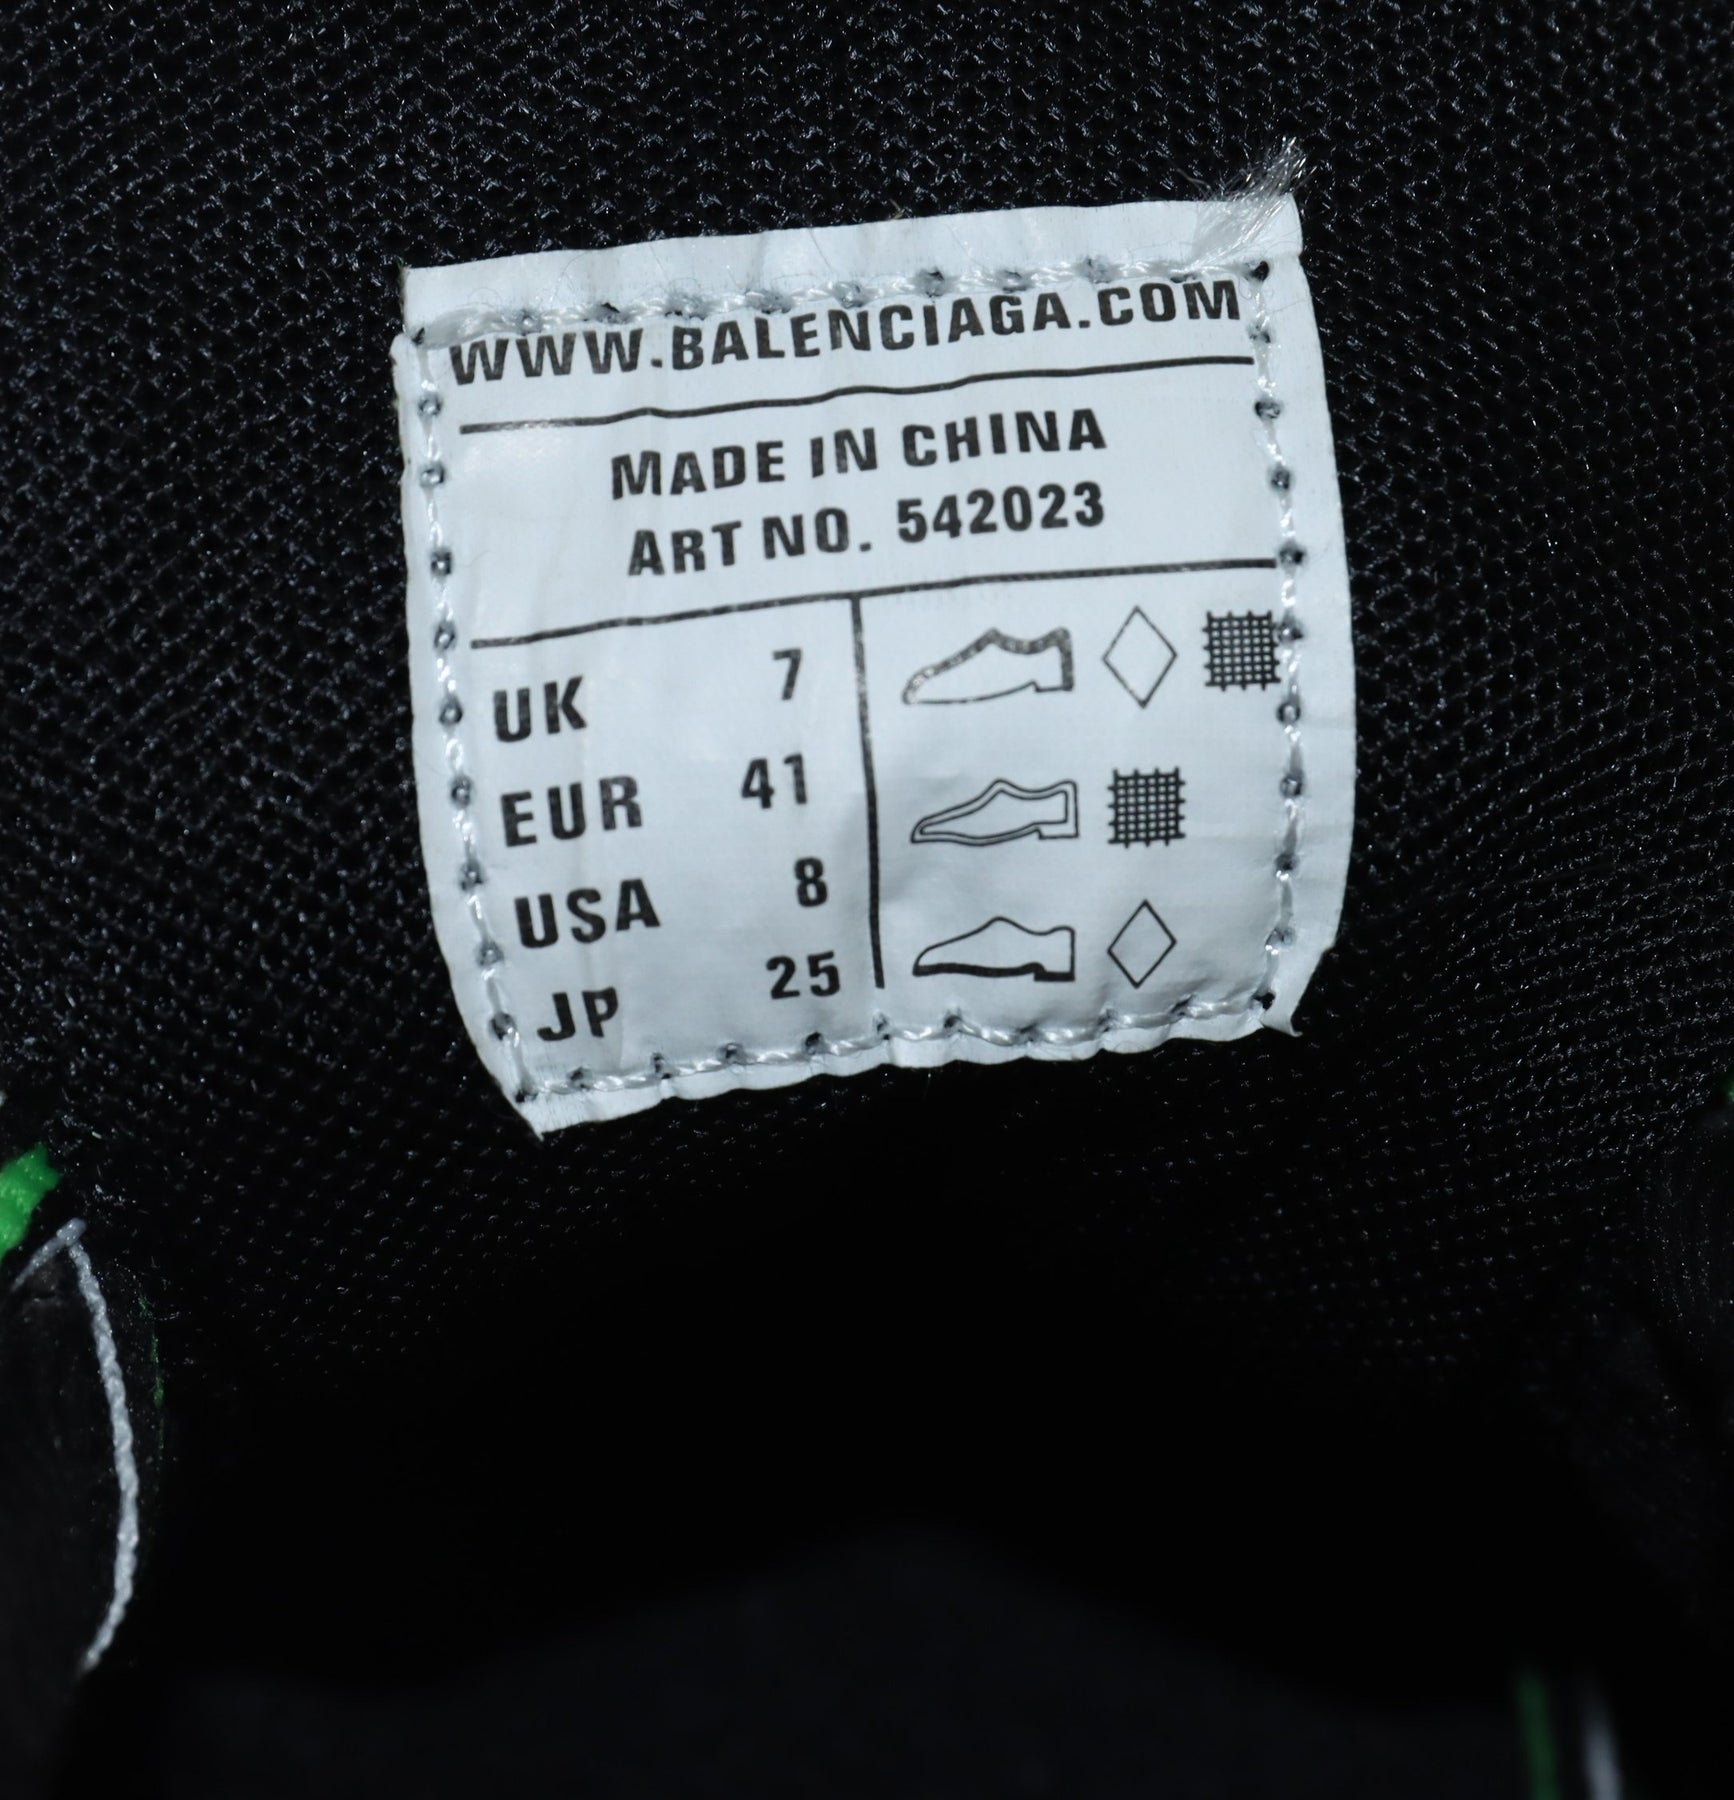 WWW.BALENCIAGA.COM
MADE IN CHINA
ART NO. 542023
UK 7
EUR 41
USA 8
JP 25